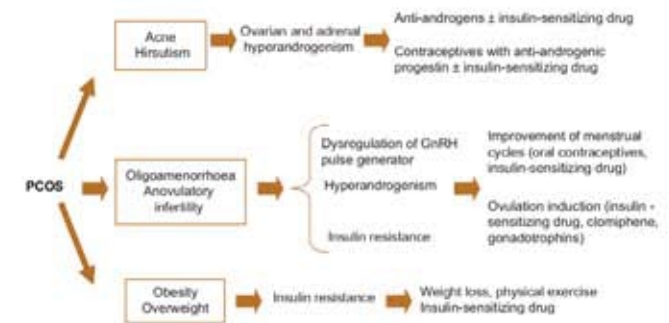 Acne
Hirsutism
Ovarian and adrenal
hyperandrogenism
Anti-androgens ± insulin-sensitizing drug
Contraceptives with anti-androgenic
progestin ± insulin-sensitizing drug
PCOS
Oligoamenorrhoea
Anovulatory
infertility
Dysregulation of GnRH
pulse generator
Hyperandrogenism
Insulin resistance
Improvement of menstrual
cycles (oral contraceptives,
insulin-sensitizing drug)
Ovulation induction (insulin -
sensitizing drug, clomiphene,
gonadotrophins)
Obesity
Overweight
Insulin resistance
Weight loss, physical exercise
Insulin-sensitizing drug